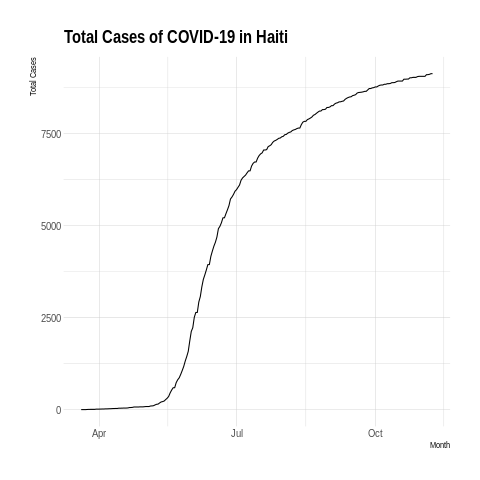 Total Cases of COVID-19 in Haiti
Total Cases
7500
5000
2500
0
Apr Jul Oct
Month